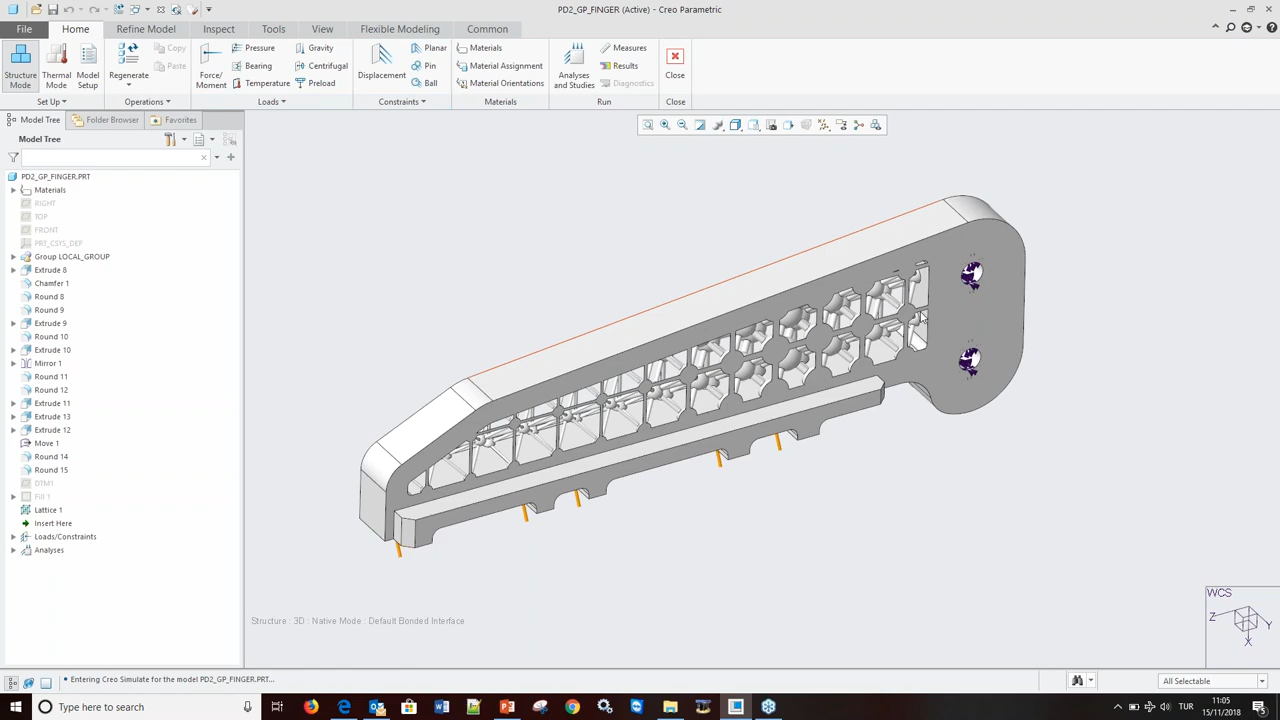 PD2_GP_FINGER (Active) - Creo Parametric
File Home Refine Model Inspect Tools View Flexible Modeling Common
Structure Mode
Thermal Mode
Model Setup
Set Up
Regenerate
Copy
Paste
Operations
Force/Moment
Pressure
Bearing
Temperature
Gravity
Centrifugal
Preload
Loads
Displacement
Planar
Pin
Ball
Constraints
Materials
Material Assignment
Material Orientations
Materials
Analyses and Studies
Measures
Results
Diagnostics
Run
Close
Close
Model Tree Folder Browser Favorites
Model Tree
PD2_GP_FINGER.PRT
Materials
RIGHT
TOP
FRONT
PRT_CSYS_DEF
Group LOCAL_GROUP
Extrude 8
Chamfer 1
Round 8
Round 9
Extrude 9
Round 10
Extrude 10
Mirror 1
Round 11
Round 12
Extrude 11
Extrude 13
Extrude 12
Move 1
Round 14
Round 15
DTM1
Fill 1
Lattice 1
Insert Here
Loads/Constraints
Analyses
Structure : 3D : Native Mode : Default Bonded Interface
WCS
Z
Y
X
Entering Creo Simulate for the model PD2_GP_FINGER.PRT...
All Selectable
Type here to search
TUR
11:05
15/11/2018